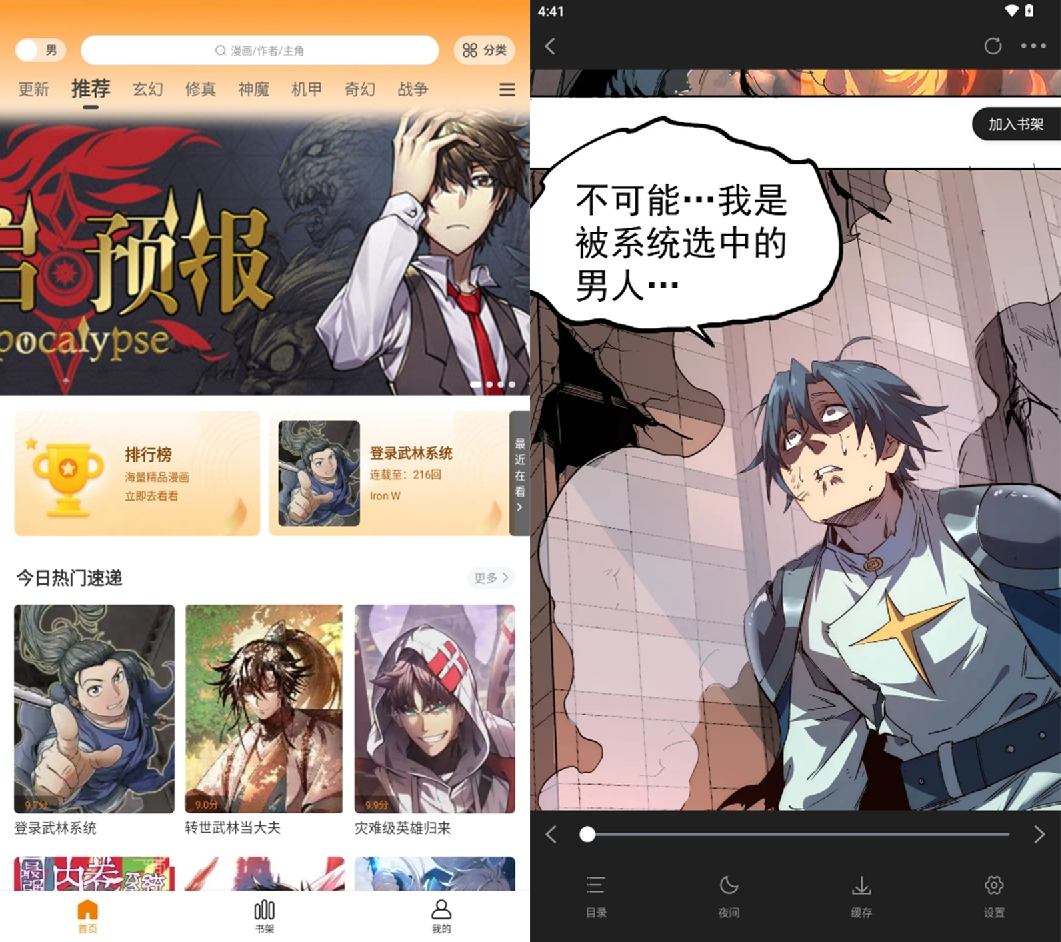 男
漫画/作者/主角
分类
更新 推荐 玄幻 修真 神魔 机甲 奇幻 战争
启预报
pocalypse
排行榜
海量精品漫画
立即去看看
登录武林系统
连载至：216回
Iron W
最近在看
今日热门速递
更多
9.7分
9.0分
9.9分
登录武林系统
转世武林当大夫
灾难级英雄归来
最强
内卷
系统
首页
书架
我的
4:41
加入书架
不可能…我是
被系统选中的
男人…
目录
夜间
缓存
设置